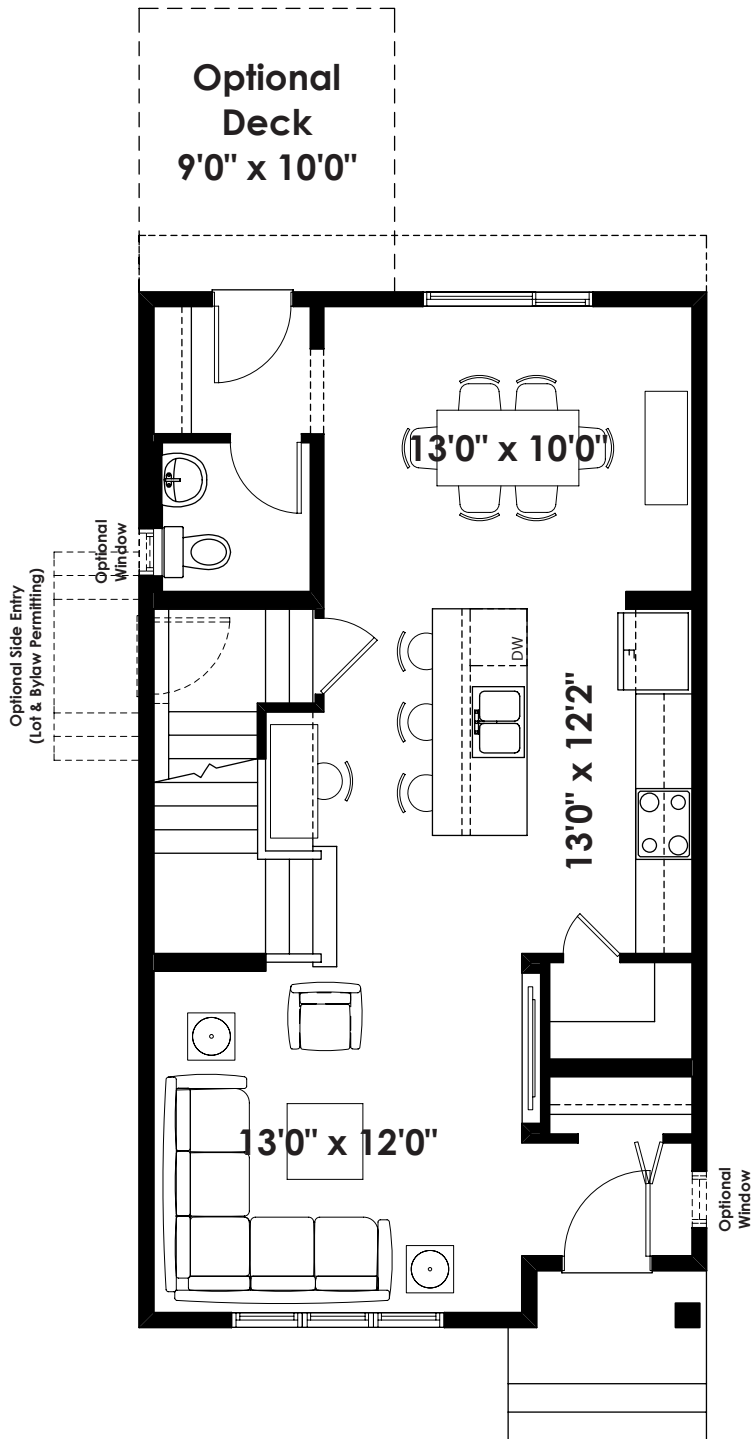 Optional
Deck
9'0" x 10'0"
13'0" x 10'0"
Optional
Window
Optional Side Entry
(Lot & Bylaw Permitting)
DW
13'0" x 12'2"
13'0" x 12'0"
Optional
Window